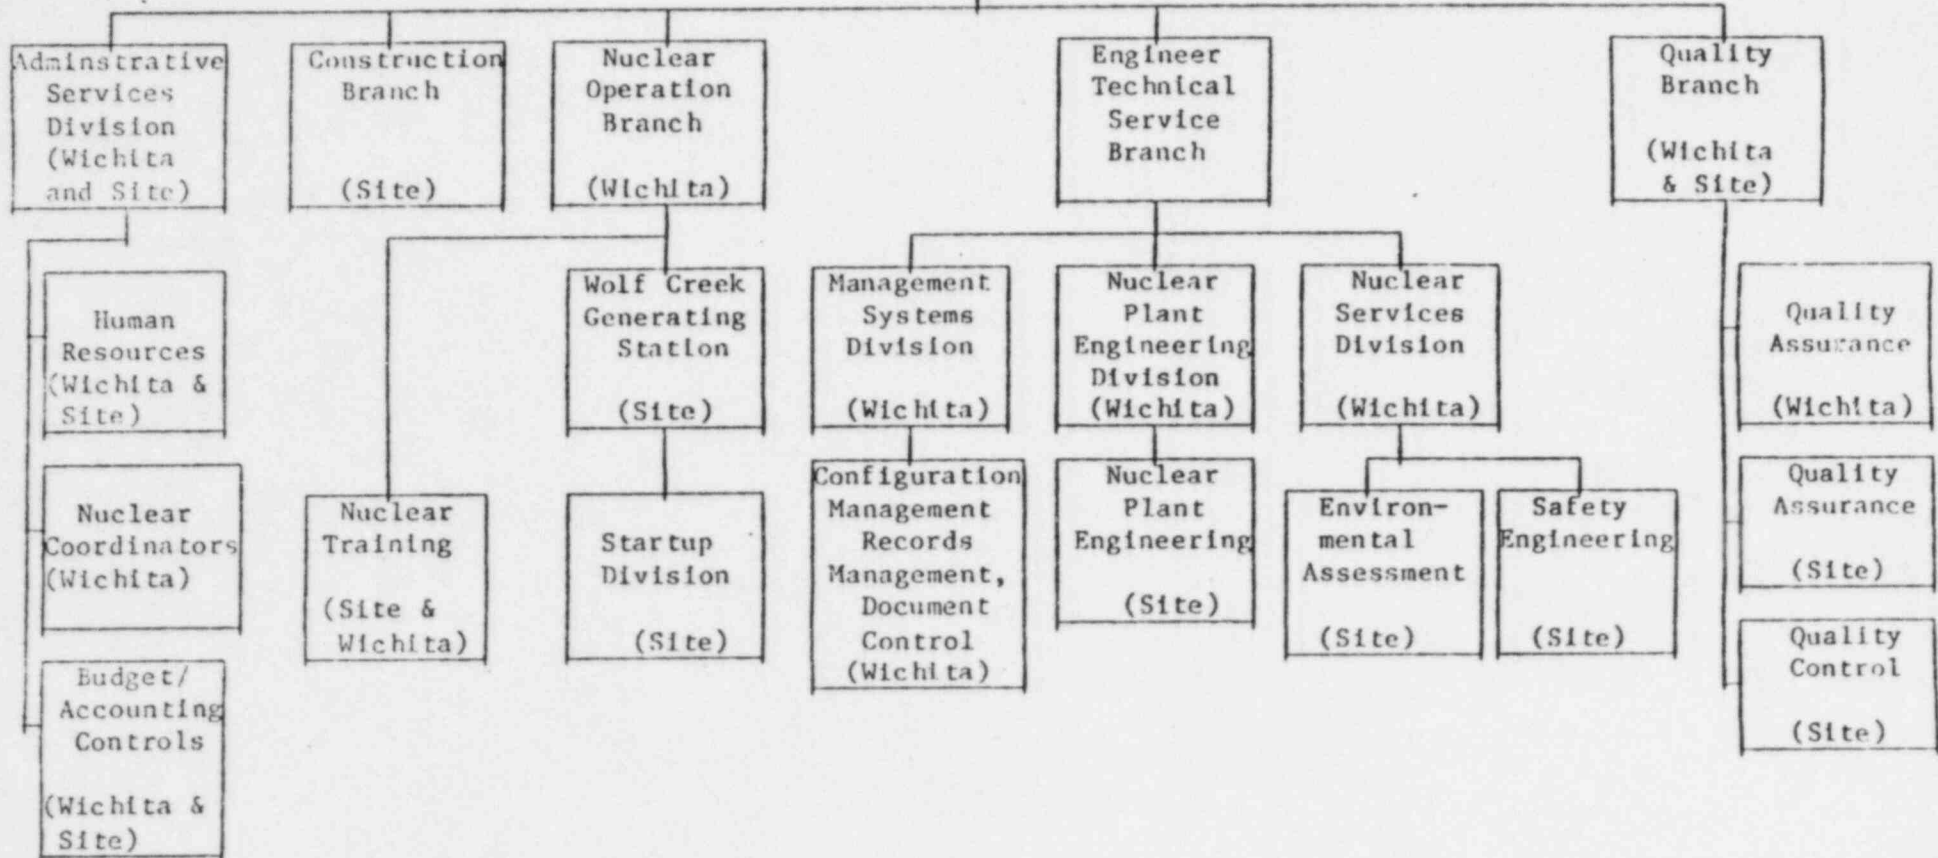 Adminstrative
Services
Division
(Wichita
and Site)
Construction
Branch
(Site)
Nuclear
Operation
Branch
(Wichita)
Engineer
Technical
Service
Branch
Quality
Branch
(Wichita
& Site)
Human
Resources
(Wichita &
Site)
Wolf Creek
Generating
Station
(Site)
Management
Systems
Division
(Wichita)
Nuclear
Plant
Engineering
Division
(Wichita)
Nuclear
Services
Division
(Wichita)
Quality
Assurance
(Wichita)
Nuclear
Coordinators
(Wichita)
Nuclear
Training
(Site &
Wichita)
Startup
Division
(Site)
Configuration
Management
Records
Management,
Document
Control
(Wichita)
Nuclear
Plant
Engineering
(Site)
Environ-
mental
Assessment
(Site)
Safety
Engineering
(Site)
Quality
Assurance
(Site)
Budget/
Accounting
Controls
(Wichita &
Site)
Quality
Control
(Site)